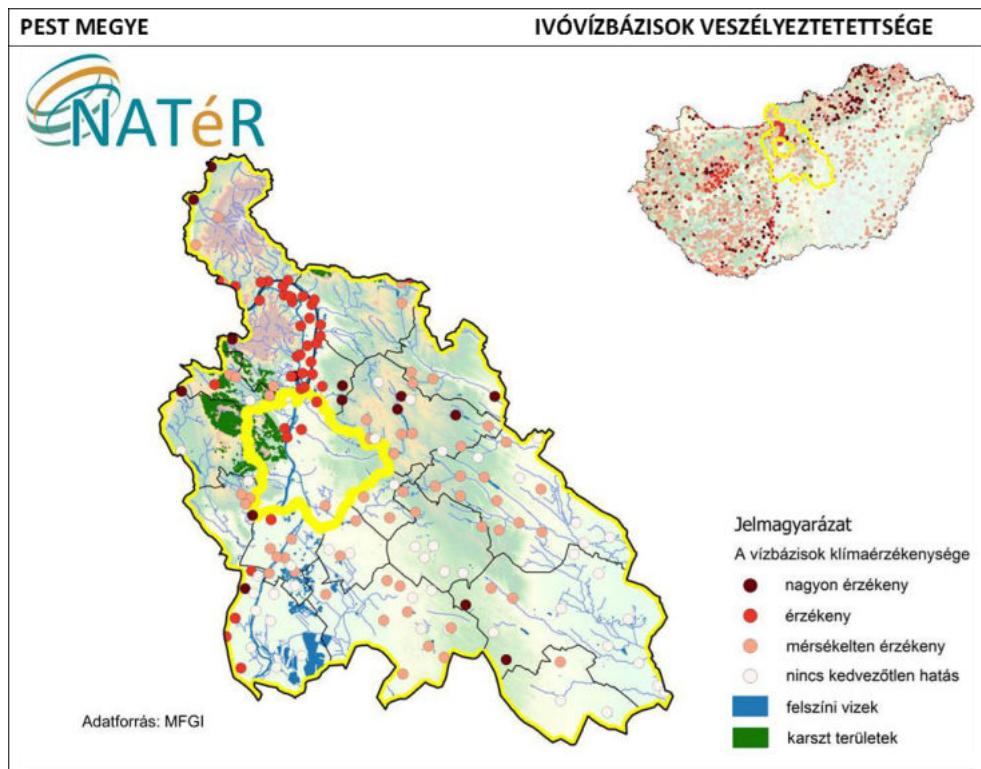 PEST MEGYE
IVÓVÍZBÁZISOK VESZÉLYEZTETETTSÉGE
NATéR
Jelmagyarázat
A vízbázisok klímaérzékenysége
nagyon érzékeny
érzékeny
mérsékelten érzékeny
nincs kedvezőtlen hatás
felszíni vizek
karszt területek
Adatforrás: MFGI